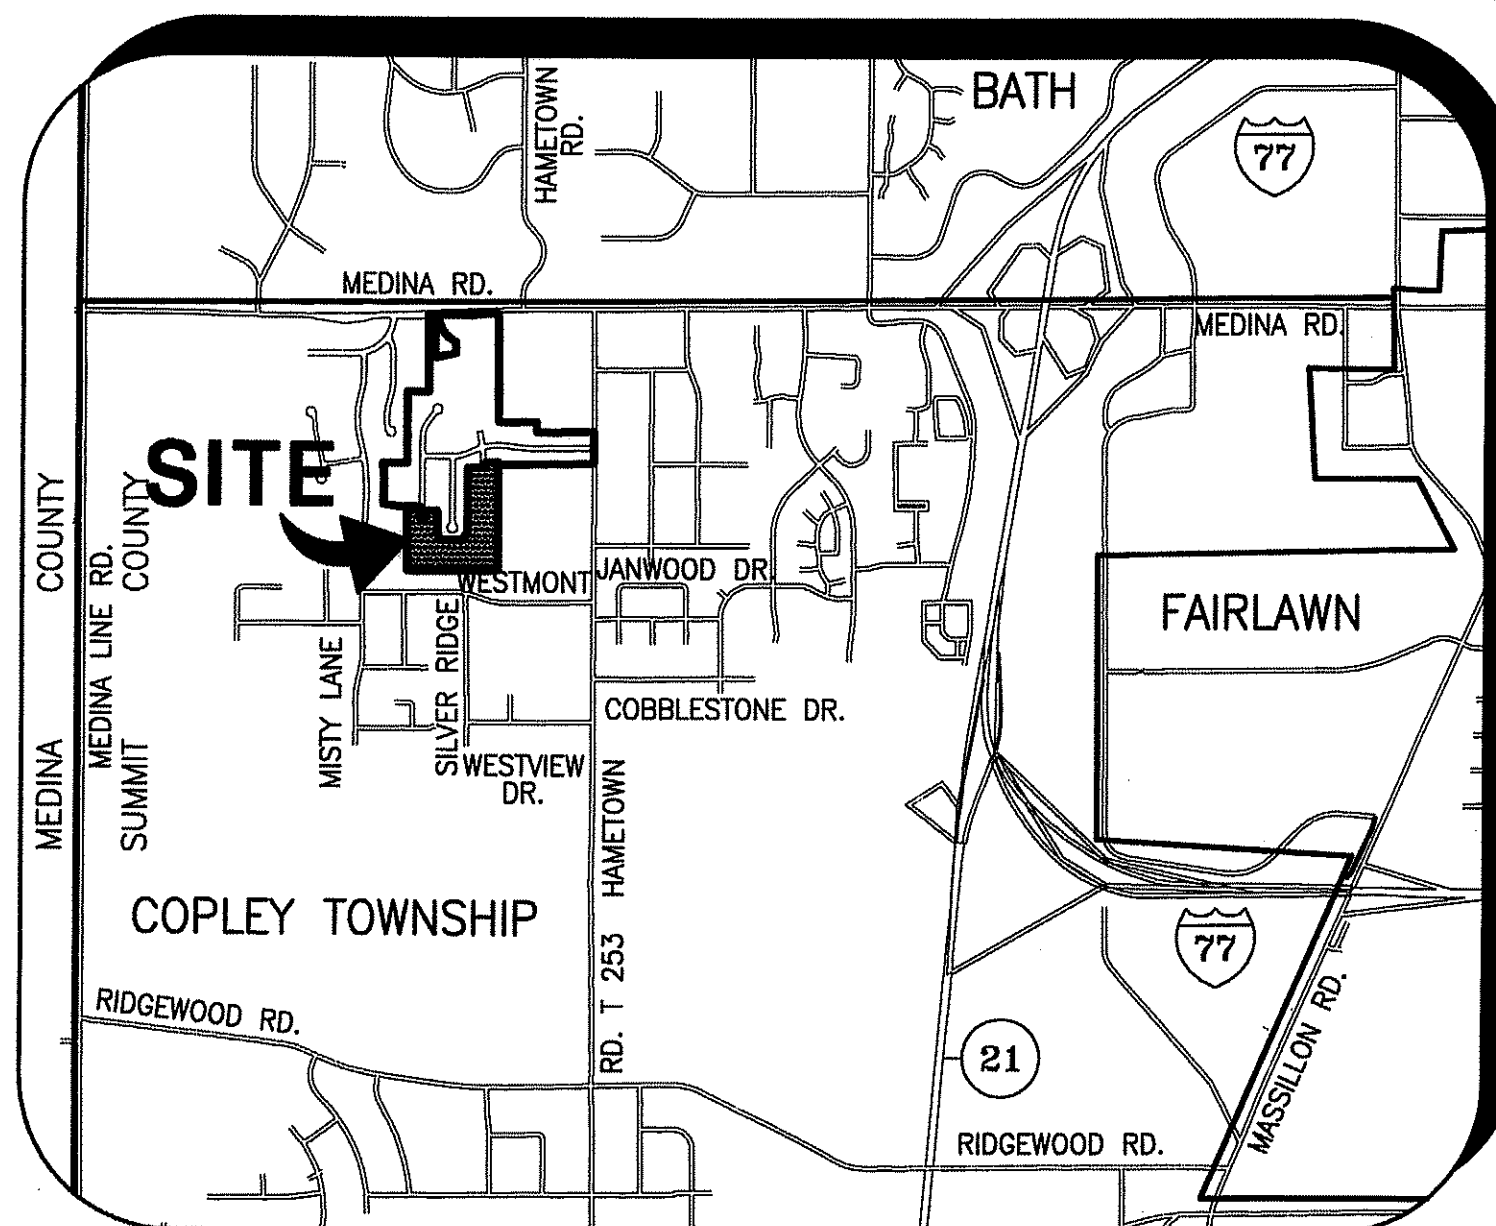 BATH
77
HAMETOWN
RD.
MEDINA RD.
MEDINA RD.
SITE
MEDINA COUNTY
MEDINA LINE RD.
SUMMIT COUNTY
WESTMONT
JANWOOD DR.
FAIRLAWN
MISTY LANE
SILVER RIDGE
COBBLESTONE DR.
WESTVIEW
DR.
RD. T 253 HAMETOWN
COPLEY TOWNSHIP
77
RIDGEWOOD RD.
21
MASSILLON RD.
RIDGEWOOD RD.